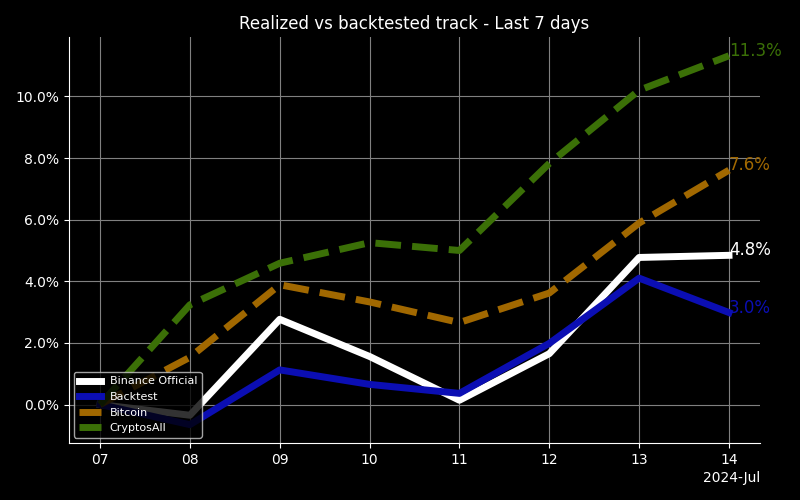 Realized vs backtested track - Last 7 days
11.3%
10.0%
8.0%
7.6%
6.0%
4.8%
4.0%
3.0%
2.0%
0.0%
Binance Official
Backtest
Bitcoin
CryptosAll
07 08 09 10 11 12 13 14
2024-Jul